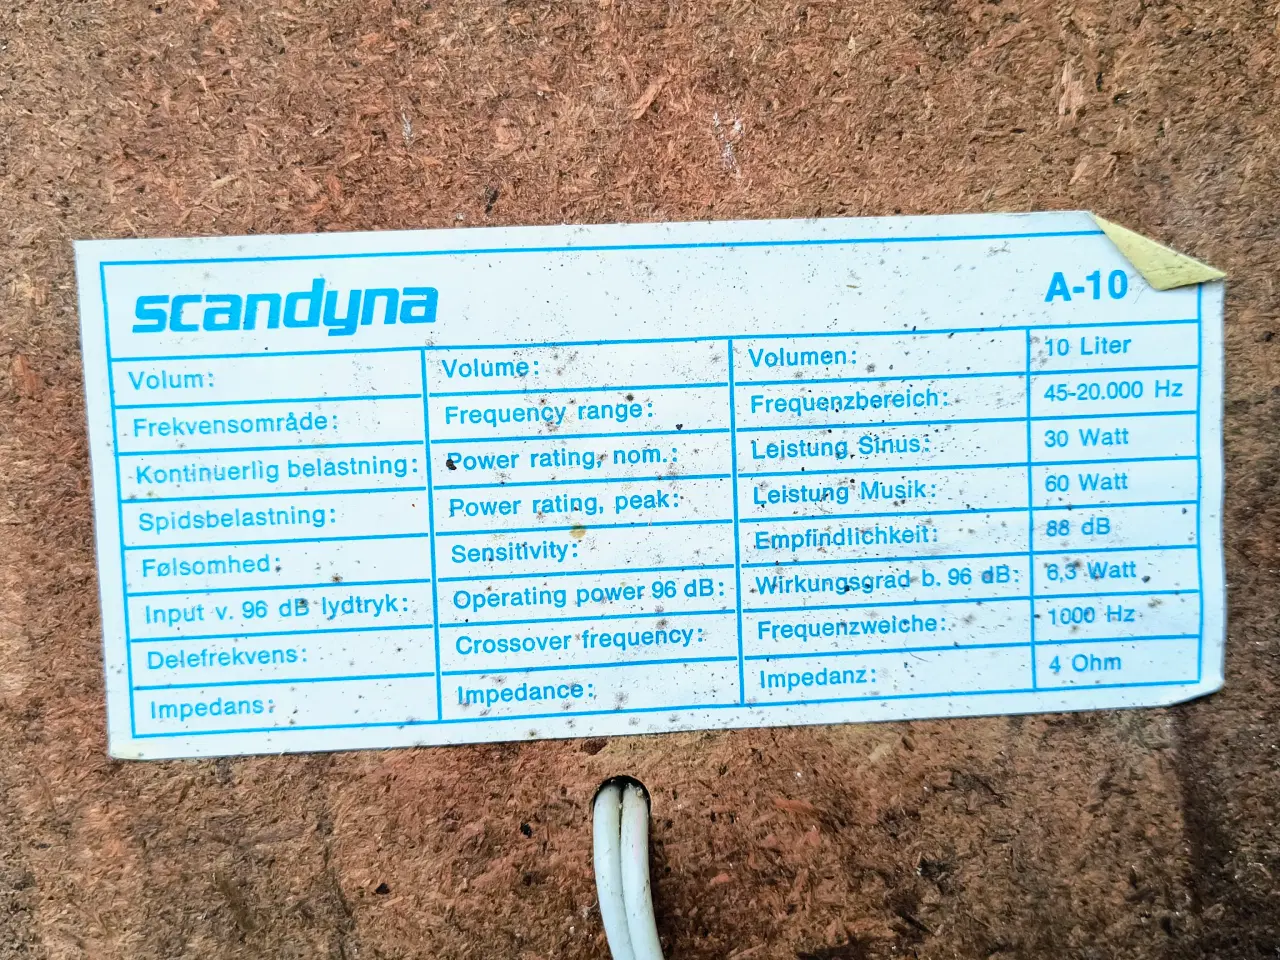 scandyna A-10
Volum: Volume: Volumen: 10 Liter
Frekvensområde: Frequency range: Frequenzbereich: 45-20.000 Hz
Kontinuerlig belastning: Power rating, nom.: Leistung Sinus: 30 Watt
Spidsbelastning: Power rating, peak: Leistung Musik: 60 Watt
Følsomhed: Sensitivity: Empfindlichkeit: 88 dB
Input v. 96 dB lydtryk: Operating power 96 dB: Wirkungsgrad b. 96 dB: 6,3 Watt
Delefrekvens: Crossover frequency: Frequenzweiche: 1000 Hz
Impedans: Impedance: Impedanz: 4 Ohm